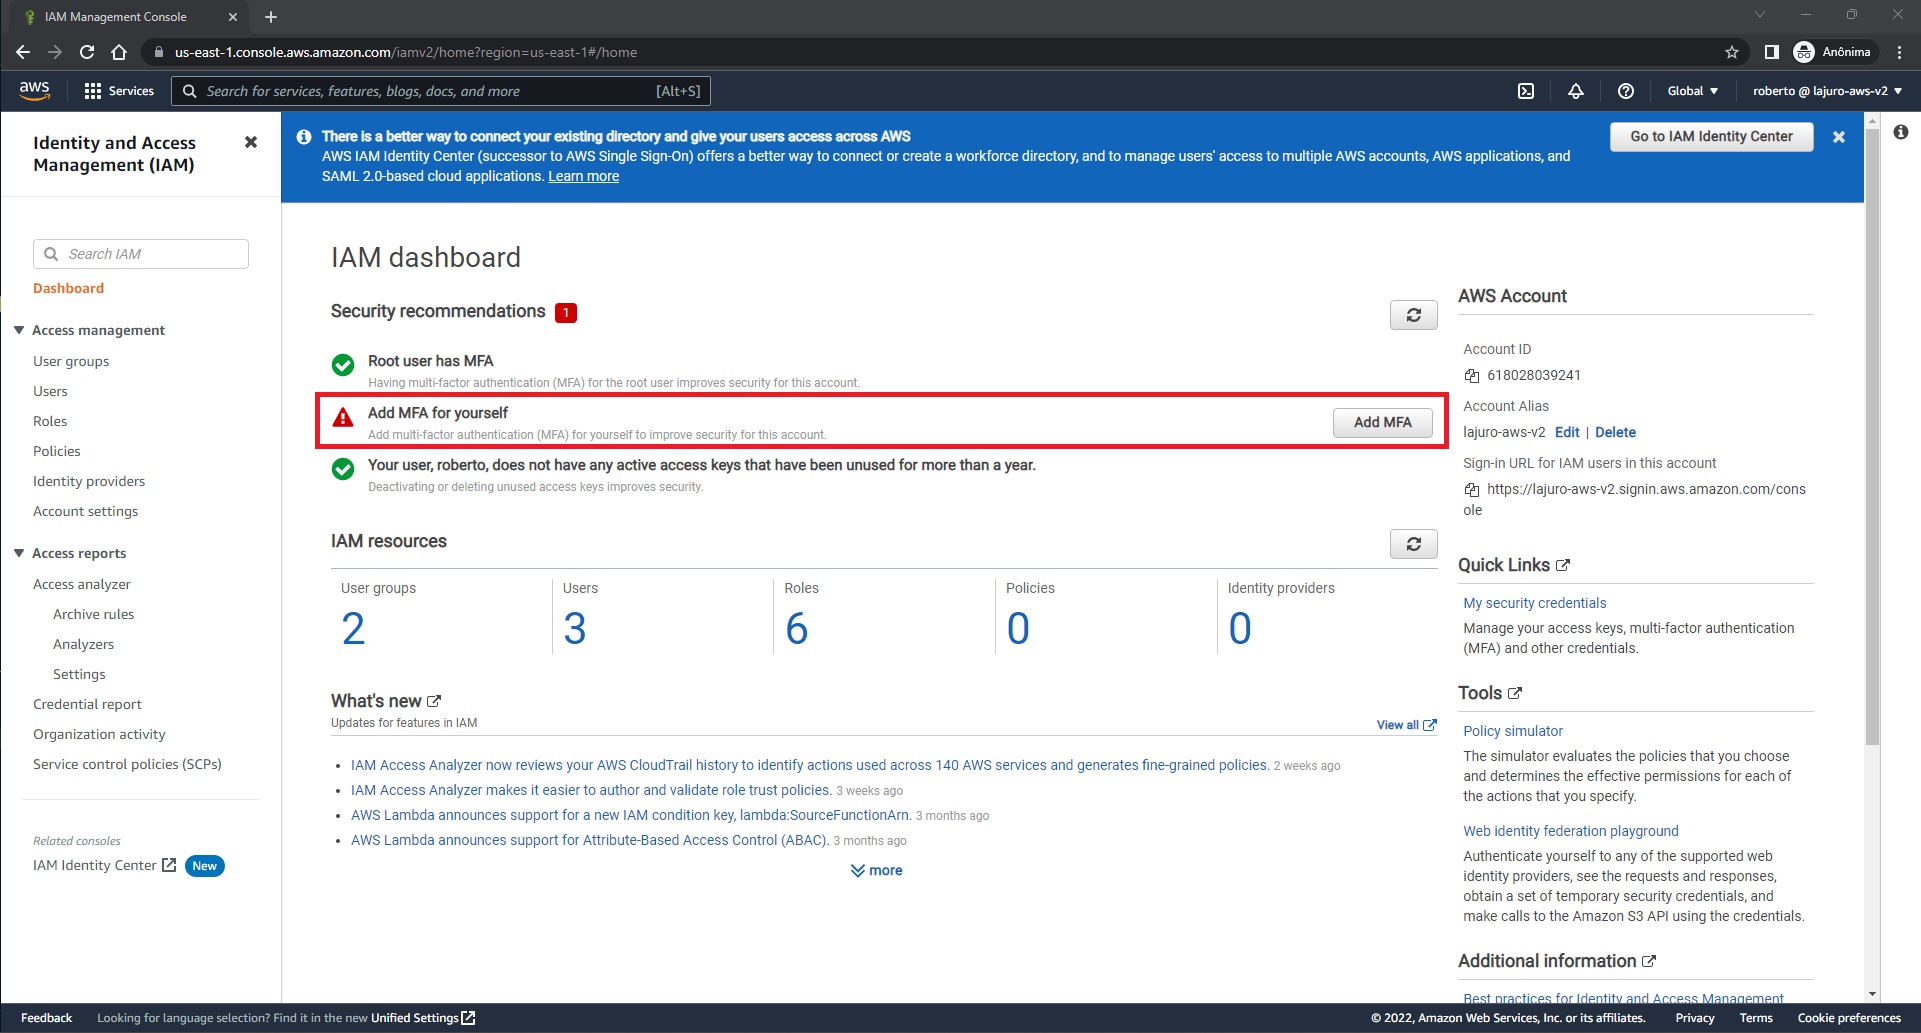 IAM Management Console
us-east-1.console.aws.amazon.com/iamv2/home?region=us-east-1#/home
Anônima
aws
Services
Search for services, features, blogs, docs, and more
[Alt+S]
Global
roberto @ lajuro-aws-v2
Identity and Access
Management (IAM)
Search IAM
Dashboard
Access management
User groups
Users
Roles
Policies
Identity providers
Account settings
Access reports
Access analyzer
Archive rules
Analyzers
Settings
Credential report
Organization activity
Service control policies (SCPs)
Related consoles
IAM Identity Center
New
There is a better way to connect your existing directory and give your users access across AWS
AWS IAM Identity Center (successor to AWS Single Sign-On) offers a better way to connect or create a workforce directory, and to manage users' access to multiple AWS accounts, AWS applications, and
SAML 2.0-based cloud applications. Learn more
Go to IAM Identity Center
IAM dashboard
Security recommendations 1
Root user has MFA
Having multi-factor authentication (MFA) for the root user improves security for this account.
Add MFA for yourself
Add multi-factor authentication (MFA) for yourself to improve security for this account.
Add MFA
Your user, roberto, does not have any active access keys that have been unused for more than a year.
Deactivating or deleting unused access keys improves security.
IAM resources
User groups
2
Users
3
Roles
6
Policies
0
Identity providers
0
What's new
Updates for features in IAM
View all
IAM Access Analyzer now reviews your AWS CloudTrail history to identify actions used across 140 AWS services and generates fine-grained policies. 2 weeks ago
IAM Access Analyzer makes it easier to author and validate role trust policies. 3 weeks ago
AWS Lambda announces support for a new IAM condition key, lambda:SourceFunctionArn. 3 months ago
AWS Lambda announces support for Attribute-Based Access Control (ABAC). 3 months ago
more
AWS Account
Account ID
618028039241
Account Alias
lajuro-aws-v2 Edit | Delete
Sign-in URL for IAM users in this account
https://lajuro-aws-v2.signin.aws.amazon.com/cons
ole
Quick Links
My security credentials
Manage your access keys, multi-factor authentication
(MFA) and other credentials.
Tools
Policy simulator
The simulator evaluates the policies that you choose
and determines the effective permissions for each of
the actions that you specify.
Web identity federation playground
Authenticate yourself to any of the supported web
identity providers, see the requests and responses,
obtain a set of temporary security credentials, and
make calls to the Amazon S3 API using the credentials.
Additional information
Best practices for Identity and Access Management
Feedback
Looking for language selection? Find it in the new Unified Settings
© 2022, Amazon Web Services, Inc. or its affiliates.
Privacy
Terms
Cookie preferences